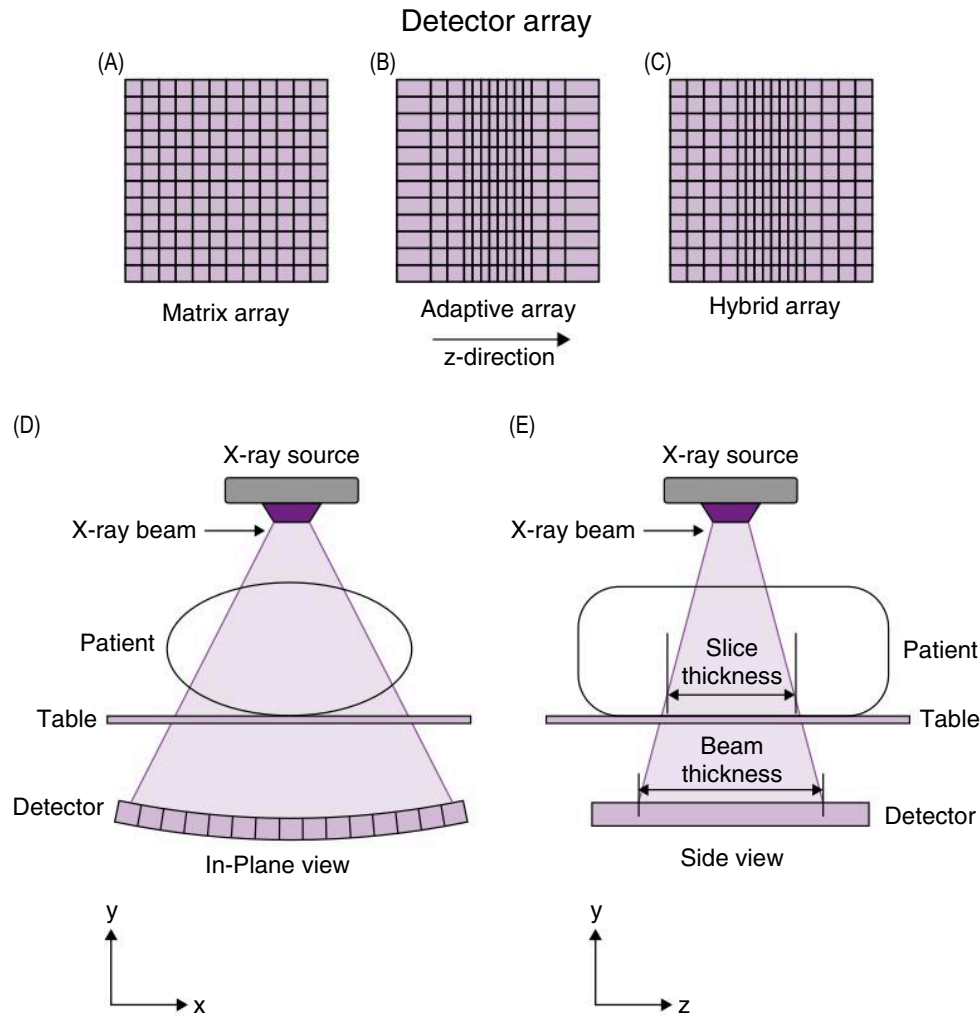 Detector array
(A)
(B)
(C)
Matrix array
Adaptive array
Hybrid array
z-direction
(D)
X-ray source
X-ray beam
Patient
Table
Detector
In-Plane view
y
x
(E)
X-ray source
X-ray beam
Slice
thickness
Patient
Table
Beam
thickness
Detector
Side view
y
z